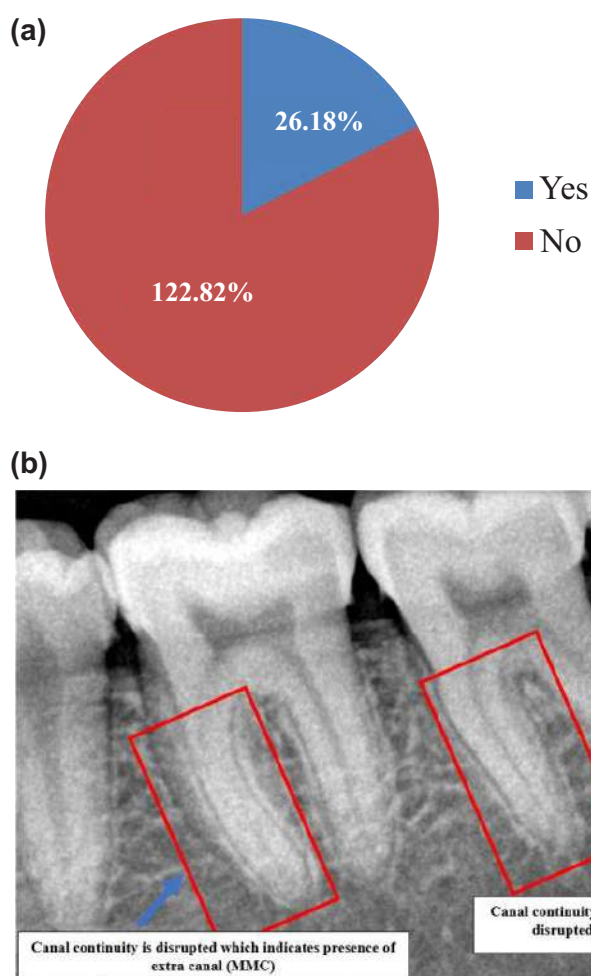 (a)
26.18%
122.82%
Yes
No
(b)
Canal continuity is disrupted which indicates presence of
extra canal (MMC)
Canal continuity
disrupted